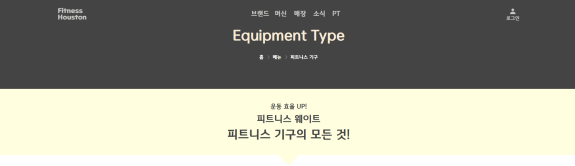 Fitness
Houston
브랜드 머신 매장 소식 PT
로그인
Equipment Type
홈 > 메뉴 > 피트니스 기구
운동 효율 UP!
피트니스 웨이트
피트니스 기구의 모든 것!